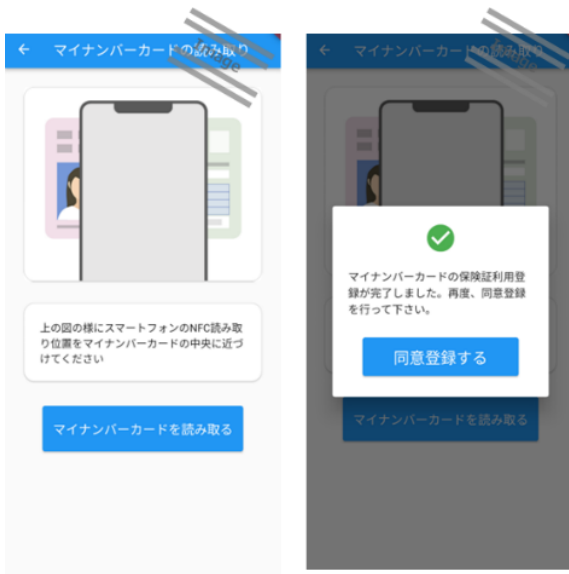 ← マイナンバーカードの読み取り
Image
上の図の様にスマートフォンのNFC読み取
り位置をマイナンバーカードの中央に近づ
けてください
マイナンバーカードを読み取る
← マイナンバーカードの読み取り
Image
マイナンバーカードの保険証利用登
録が完了しました。再度、同意登録
を行って下さい。
同意登録する
マイナンバーカードを読み取る